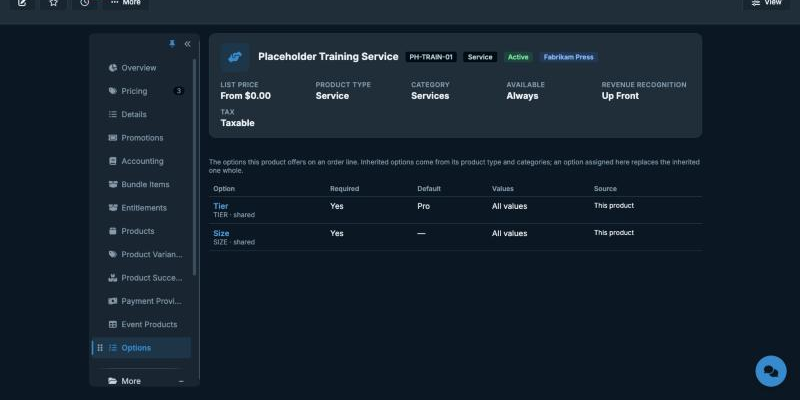 More
View
Overview
Pricing 3
Details
Promotions
Accounting
Bundle Items
Entitlements
Products
Product Varian...
Product Succe...
Payment Provi...
Event Products
Options
More
Placeholder Training Service PH-TRAIN-01 Service Active Fabrikam Press
LIST PRICE PRODUCT TYPE CATEGORY AVAILABLE REVENUE RECOGNITION
From $0.00 Service Services Always Up Front
TAX
Taxable
The options this product offers on an order line. Inherited options come from its product type and categories; an option assigned here replaces the inherited
one whole.
Option Required Default Values Source
Tier Yes Pro All values This product
TIER · shared
Size Yes — All values This product
SIZE · shared